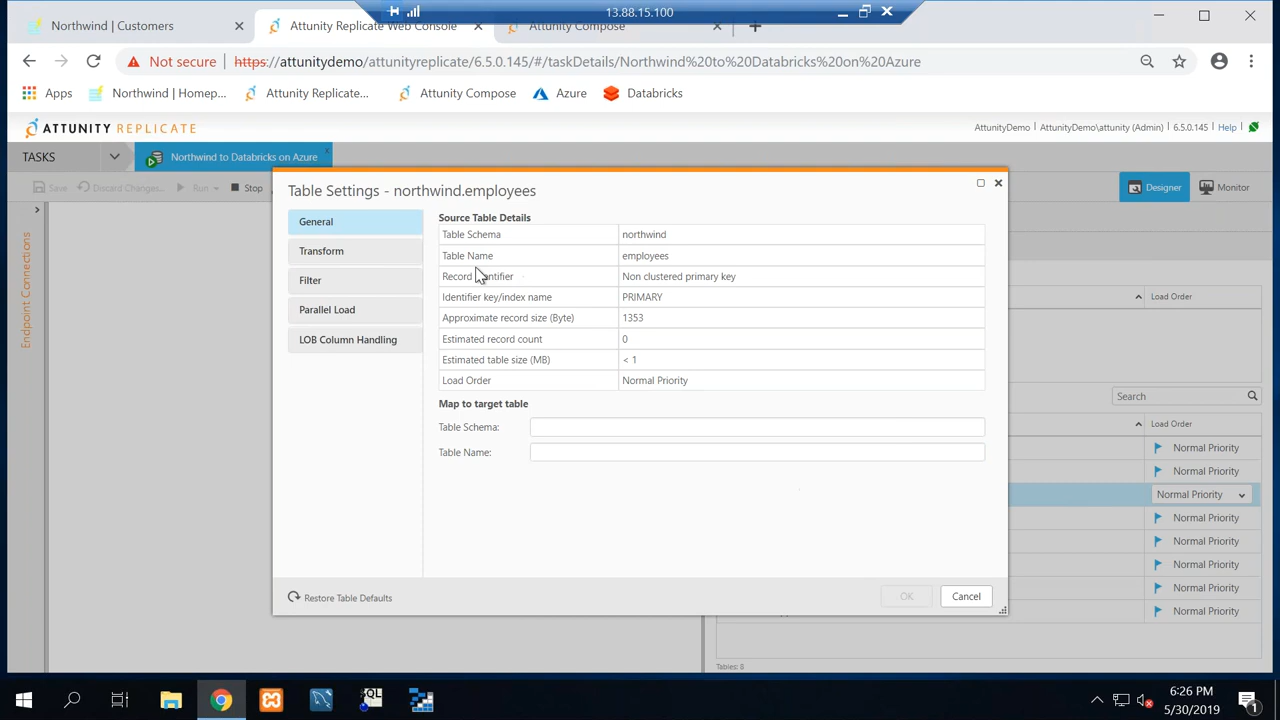 13.88.15.100
Northwind | Customers
Attunity Replicate Web Console
Attunity Compose
Not secure
https://attunitydemo/attunityreplicate/6.5.0.145/#/taskDetails/Northwind%20to%20Databricks%20on%20Azure
Apps
Northwind | Homep...
Attunity Replicate...
Attunity Compose
Azure
Databricks
ATTUNITY REPLICATE
AttunityDemo
AttunityDemo\attunity (Admin)
6.5.0.145
Help
TASKS
Northwind to Databricks on Azure
Save
Discard Changes...
Run
Stop
Designer
Monitor
Endpoint Connections
Table Settings - northwind.employees
General
Transform
Filter
Parallel Load
LOB Column Handling
Source Table Details
Table Schema northwind
Table Name employees
Record Identifier Non clustered primary key
Identifier key/index name PRIMARY
Approximate record size (Byte) 1353
Estimated record count 0
Estimated table size (MB) < 1
Load Order Normal Priority
Map to target table
Table Schema:
Table Name:
Restore Table Defaults
OK
Cancel
Load Order
Search
Load Order
Normal Priority
Normal Priority
Normal Priority
Normal Priority
Normal Priority
Normal Priority
Normal Priority
Normal Priority
Tables: 8
6:26 PM
5/30/2019
1